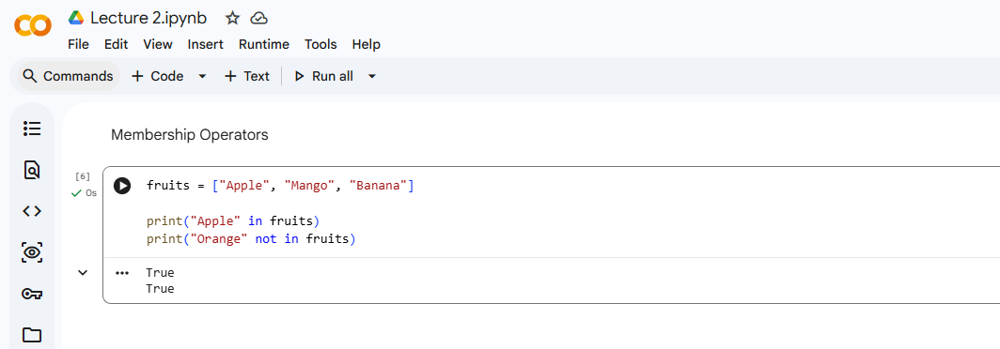 Lecture 2.ipynb
File Edit View Insert Runtime Tools Help
Commands + Code + Text Run all
Membership Operators
[6]
0s
fruits = ["Apple", "Mango", "Banana"]
print("Apple" in fruits)
print("Orange" not in fruits)
True
True